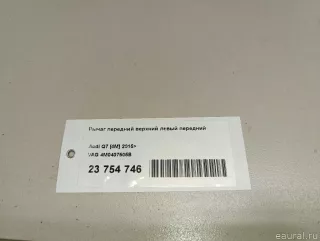 Рычаг передний верхний левый передний
Audi Q7 [4M] 2015>
VAG 4M0407505B
23 754 746
eaural.ru